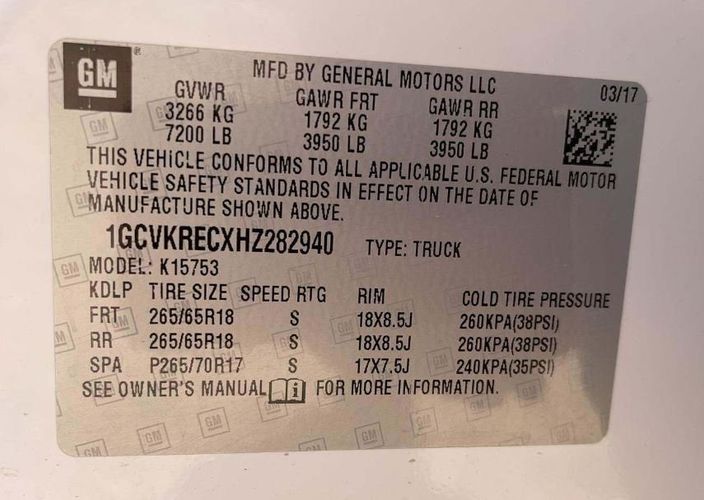 GM
MFD BY GENERAL MOTORS LLC 03/17
GVWR GAWR FRT GAWR RR
3266 KG 1792 KG 1792 KG
7200 LB 3950 LB 3950 LB
THIS VEHICLE CONFORMS TO ALL APPLICABLE U.S. FEDERAL MOTOR
VEHICLE SAFETY STANDARDS IN EFFECT ON THE DATE OF
MANUFACTURE SHOWN ABOVE.
1GCVKRECXHZ282940 TYPE: TRUCK
MODEL: K15753
KDLP TIRE SIZE SPEED RTG RIM COLD TIRE PRESSURE
FRT 265/65R18 S 18X8.5J 260KPA(38PSI)
RR 265/65R18 S 18X8.5J 260KPA(38PSI)
SPA P265/70R17 S 17X7.5J 240KPA(35PSI)
SEE OWNER'S MANUAL i FOR MORE INFORMATION.